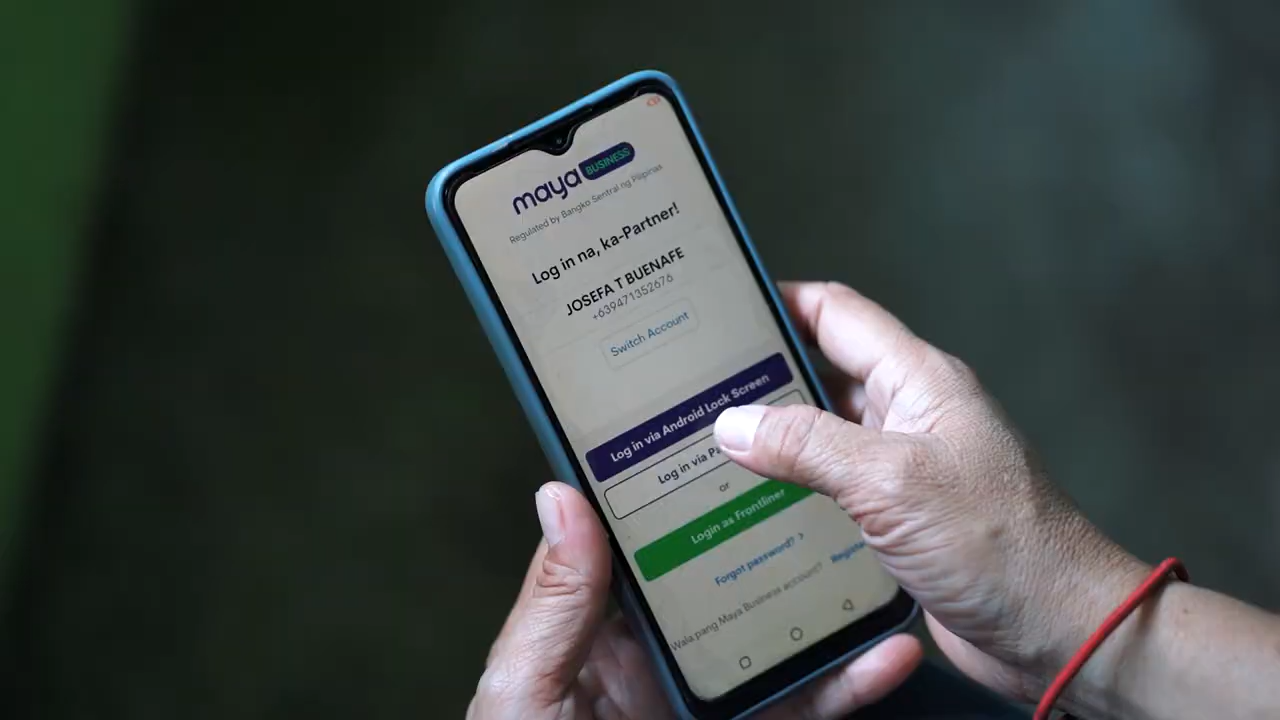 maya BUSINESS
Regulated by Bangko Sentral ng Pilipinas
Log in na, ka-Partner!
JOSEFA T BUENAFE
+639471352676
Switch Account
Log in via Android Lock Screen
Log in via
or
Login as Frontliner
Forgot password? >
Wala pang Maya Business account?